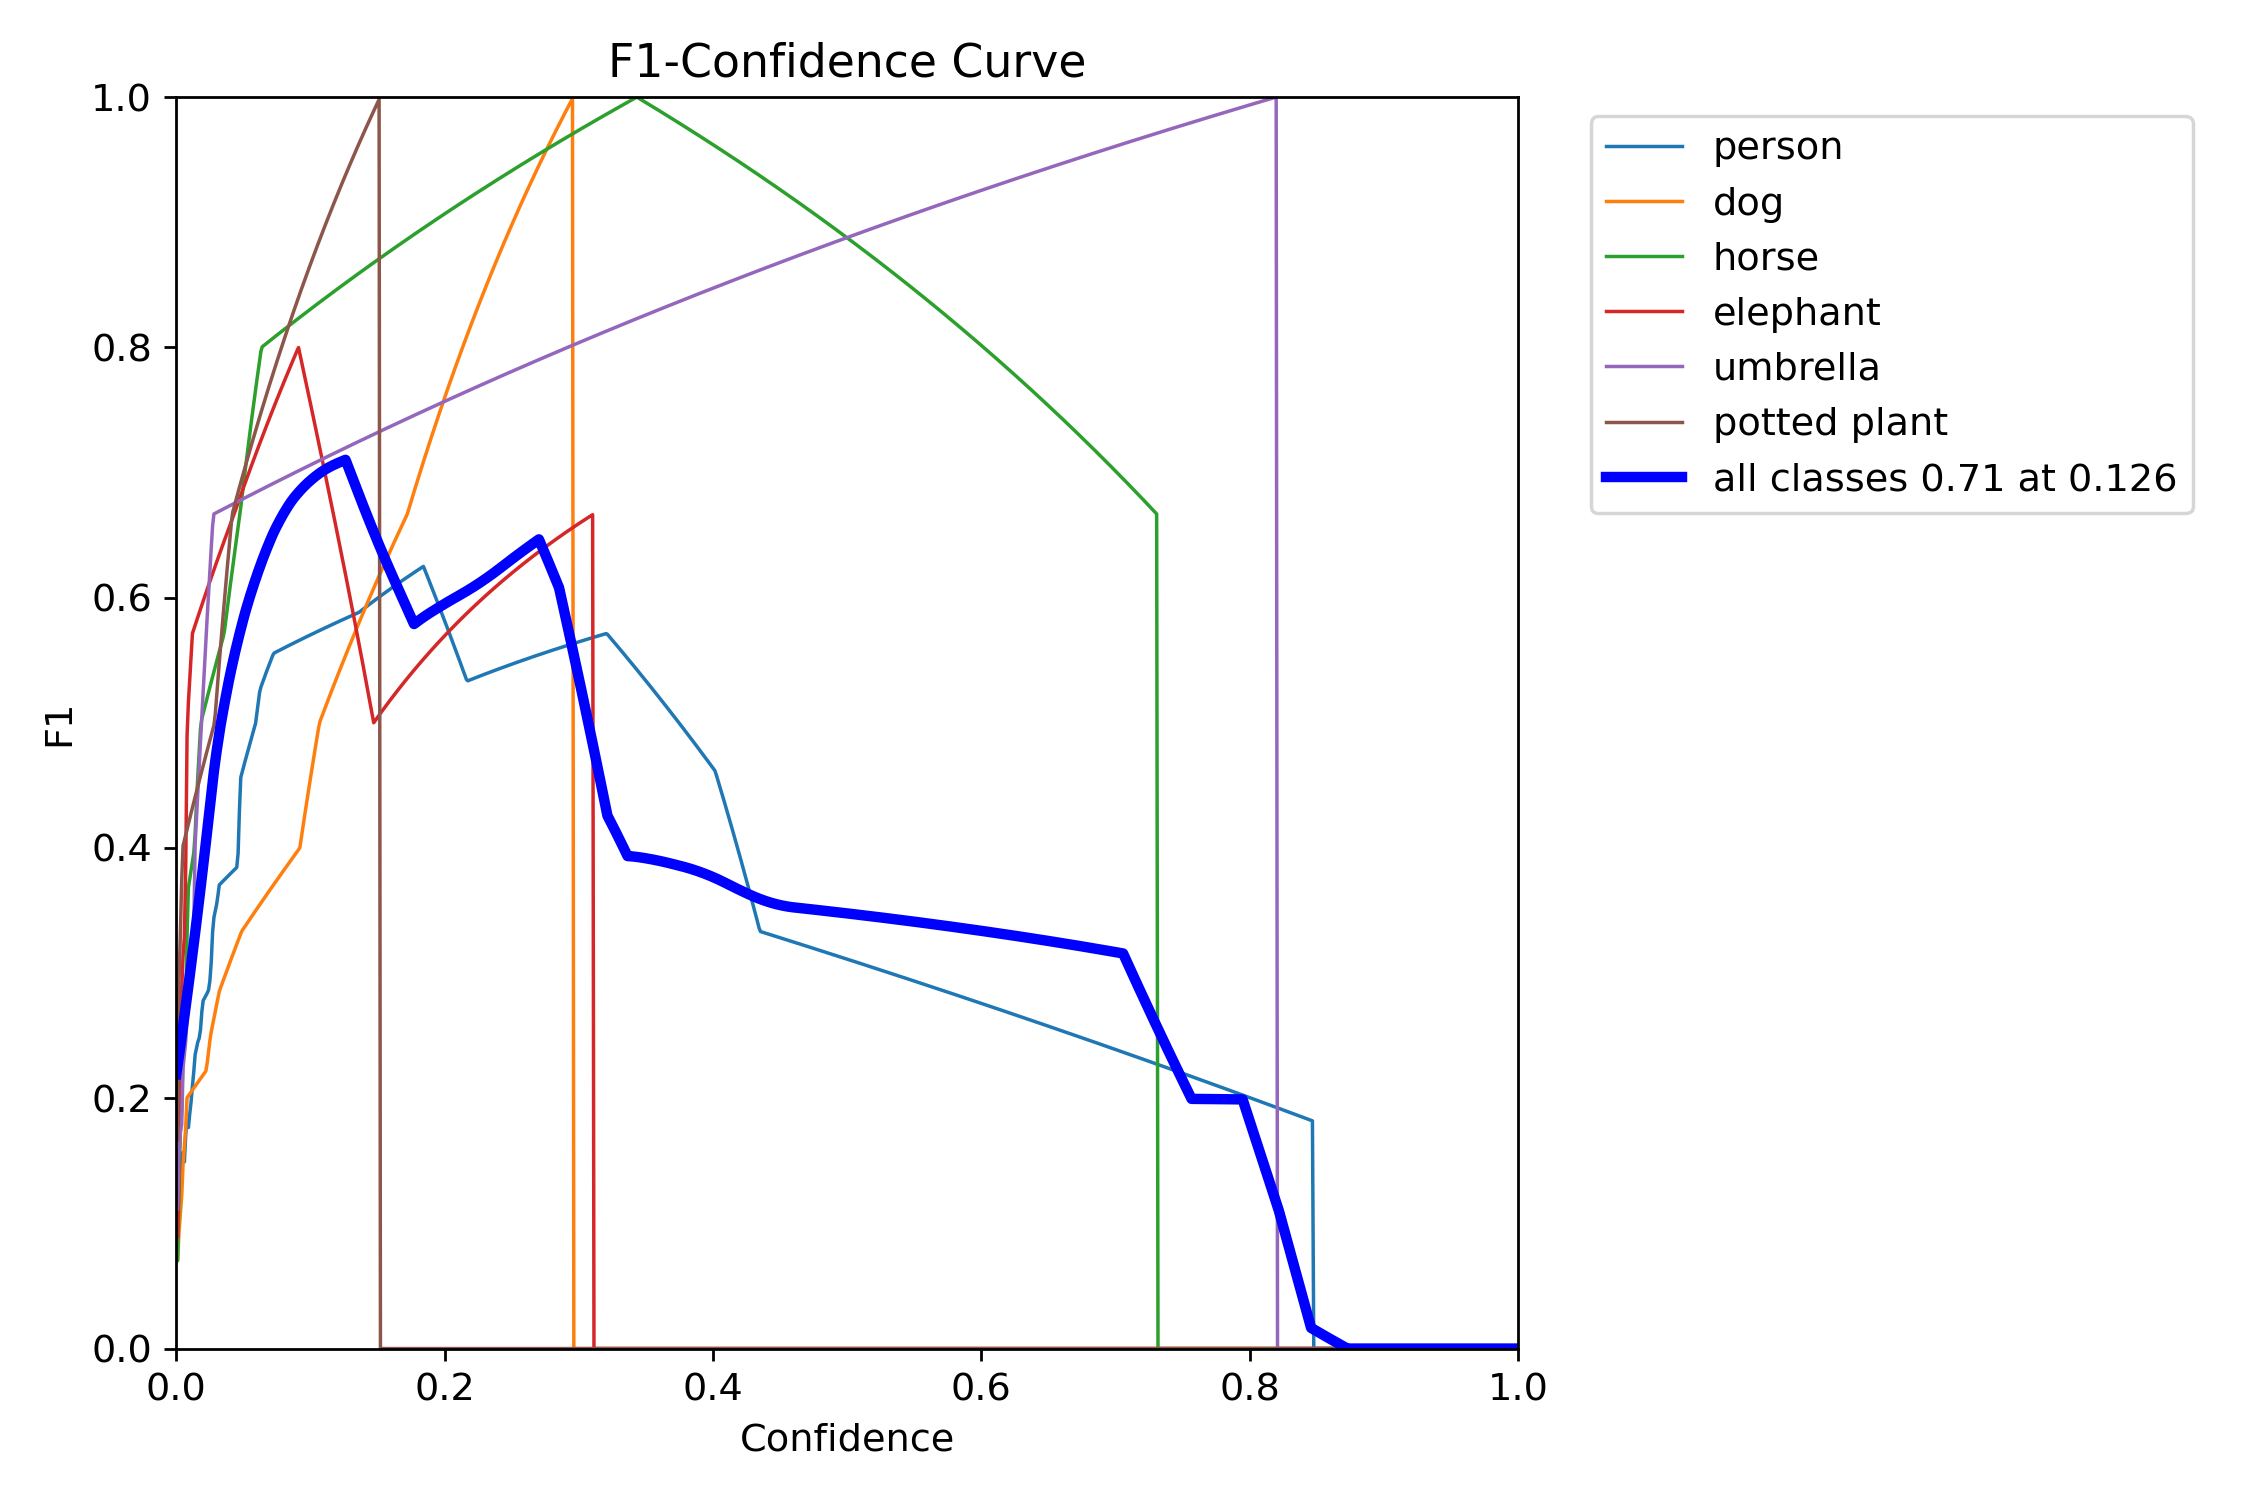 F1-Confidence Curve
1.0
0.8
0.6
0.4
0.2
0.0
F1
0.0 0.2 0.4 0.6 0.8 1.0
Confidence
person
dog
horse
elephant
umbrella
potted plant
all classes 0.71 at 0.126